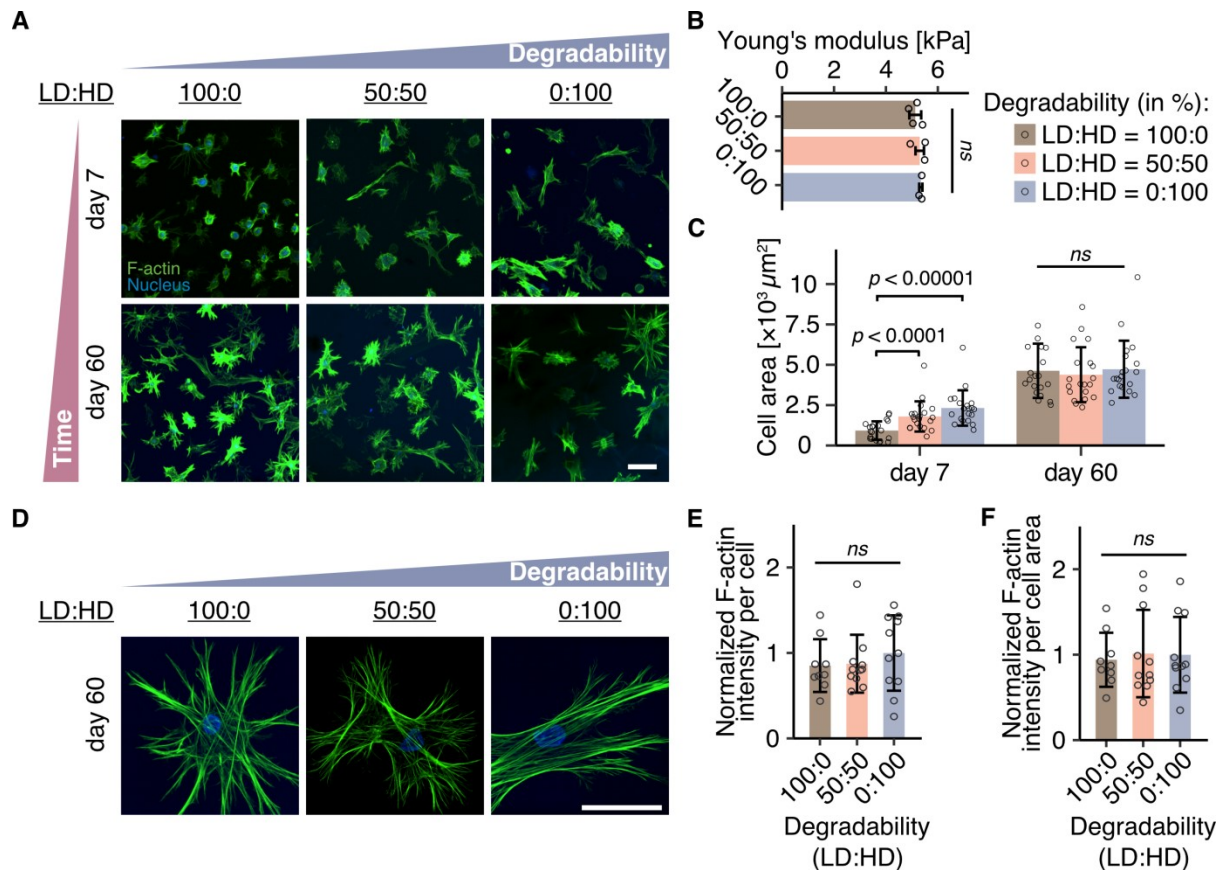 A
Degradability
LD:HD
100:0
50:50
0:100
day 7
F-actin
Nucleus
day 60
Time
B
Young's modulus [kPa]
0 2 4 6
100:0
50:50
0:100
ns
Degradability (in %):
LD:HD = 100:0
LD:HD = 50:50
LD:HD = 0:100
C
Cell area [×10³ μm²]
10
7.5
5.0
2.5
0
p < 0.00001
p < 0.0001
ns
day 7
day 60
D
Degradability
LD:HD
100:0
50:50
0:100
day 60
E
Normalized F-actin
intensity per cell
2
1
0
ns
100:0
50:50
0:100
Degradability
(LD:HD)
F
Normalized F-actin
intensity per cell area
2
1
0
ns
100:0
50:50
0:100
Degradability
(LD:HD)